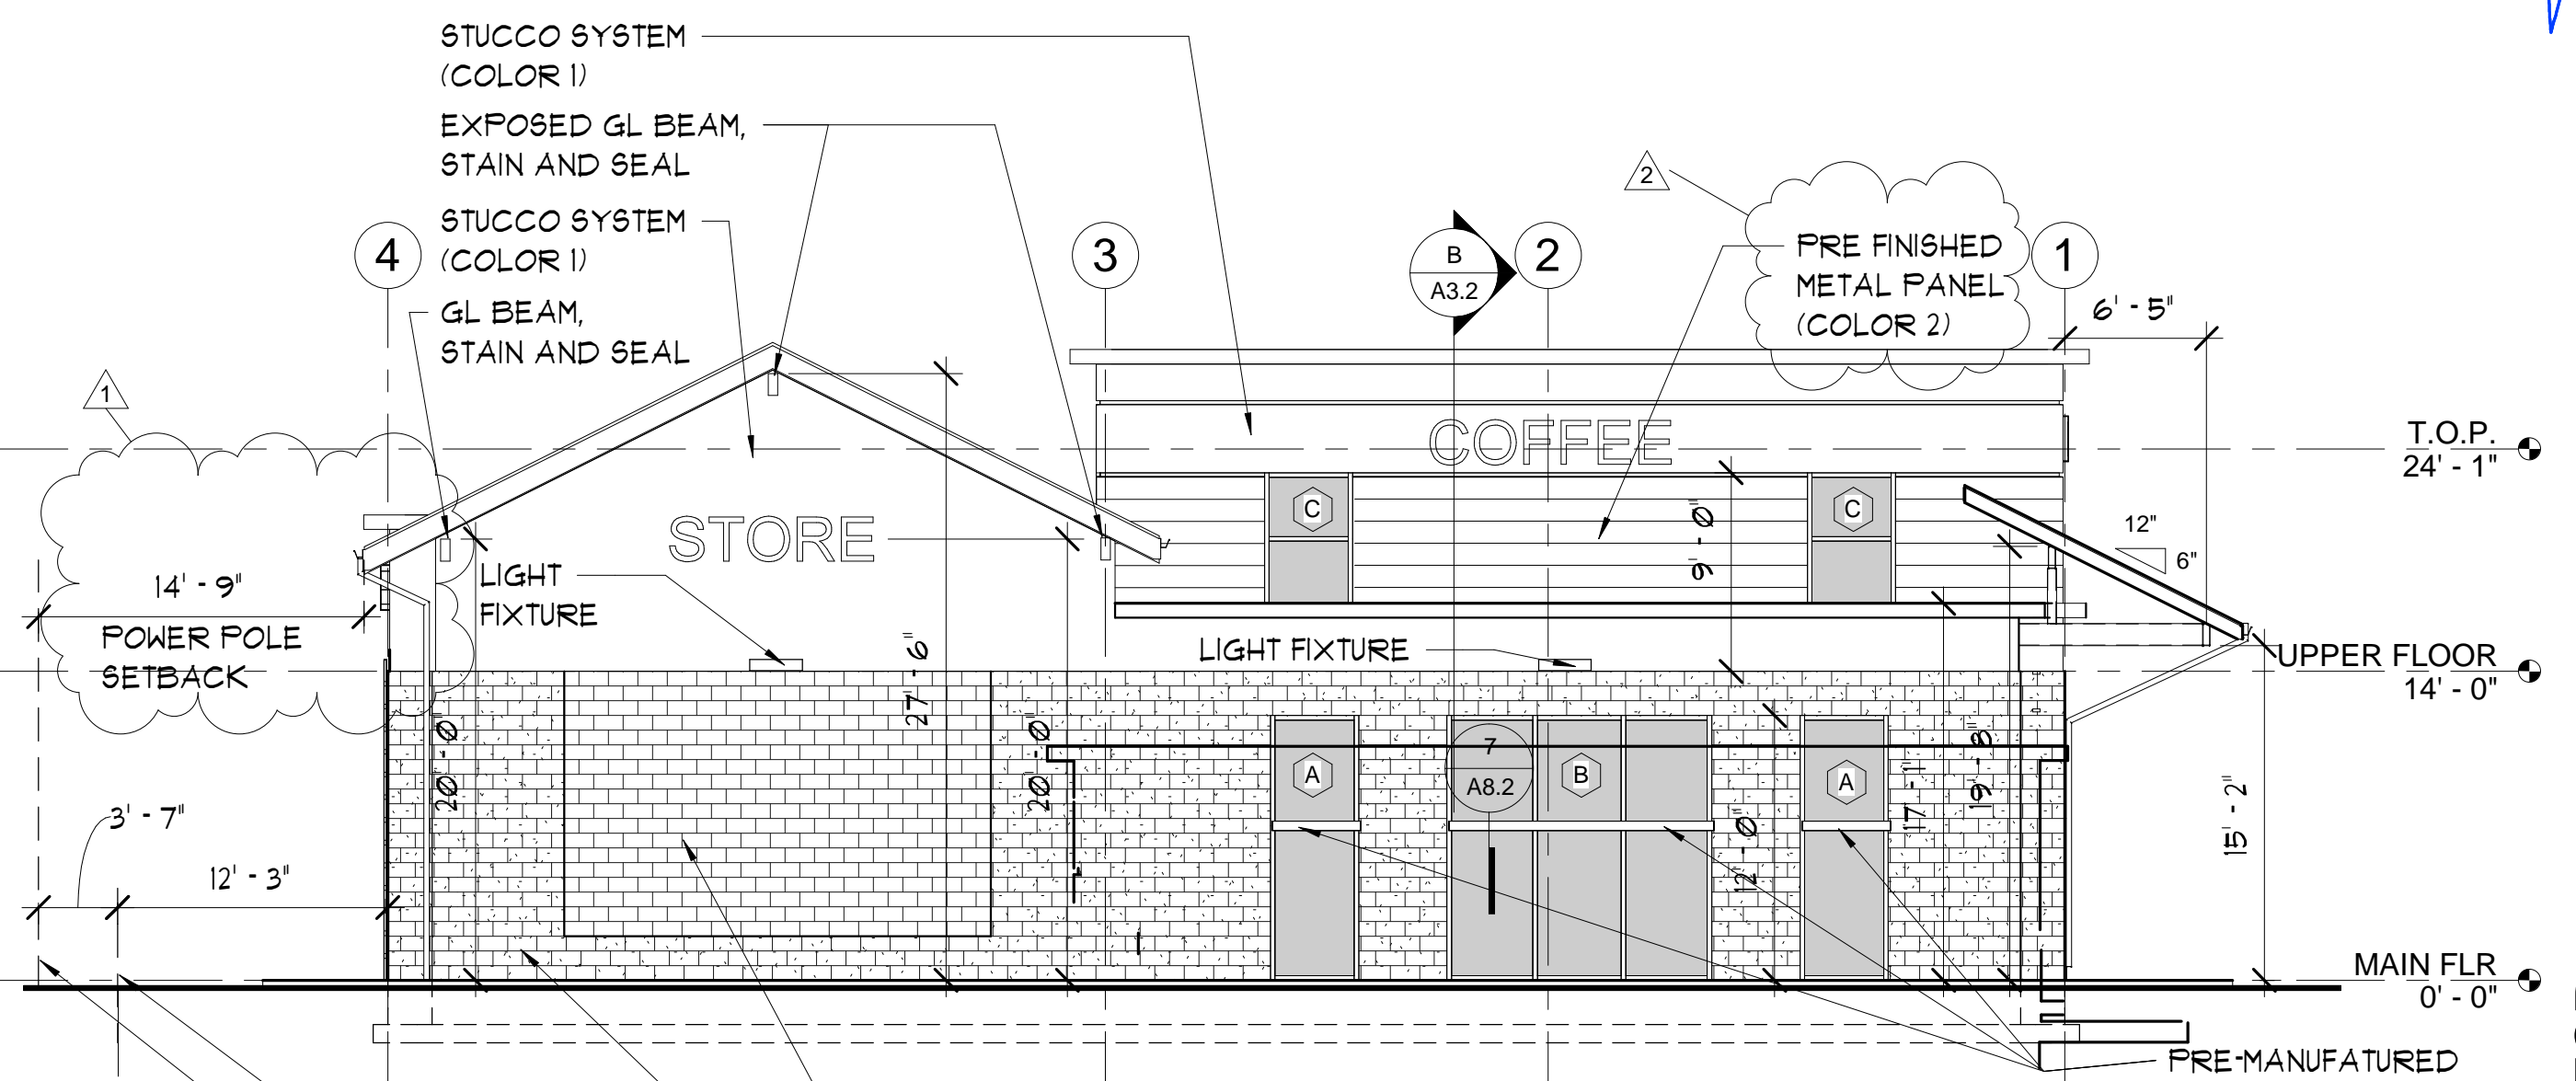 STUCCO SYSTEM
(COLOR 1)
EXPOSED GL BEAM,
STAIN AND SEAL
STUCCO SYSTEM
(COLOR 1)
GL BEAM,
STAIN AND SEAL
4
3
B
A3.2
2
1
2
PRE FINISHED
METAL PANEL
(COLOR 2)
6' - 5"
1
COFFEE
T.O.P.
24' - 1"
C
C
STORE
9' - 0"
12"
6"
14' - 9"
POWER POLE
SETBACK
LIGHT
FIXTURE
LIGHT FIXTURE
27' - 6"
UPPER FLOOR
14' - 0"
20' - 0"
20' - 0"
7
A8.2
A
B
A
12' - 0"
17' - 1"
19' - 8"
15' - 2"
3' - 7"
12' - 3"
MAIN FLR
0' - 0"
PRE-MANUFATURED